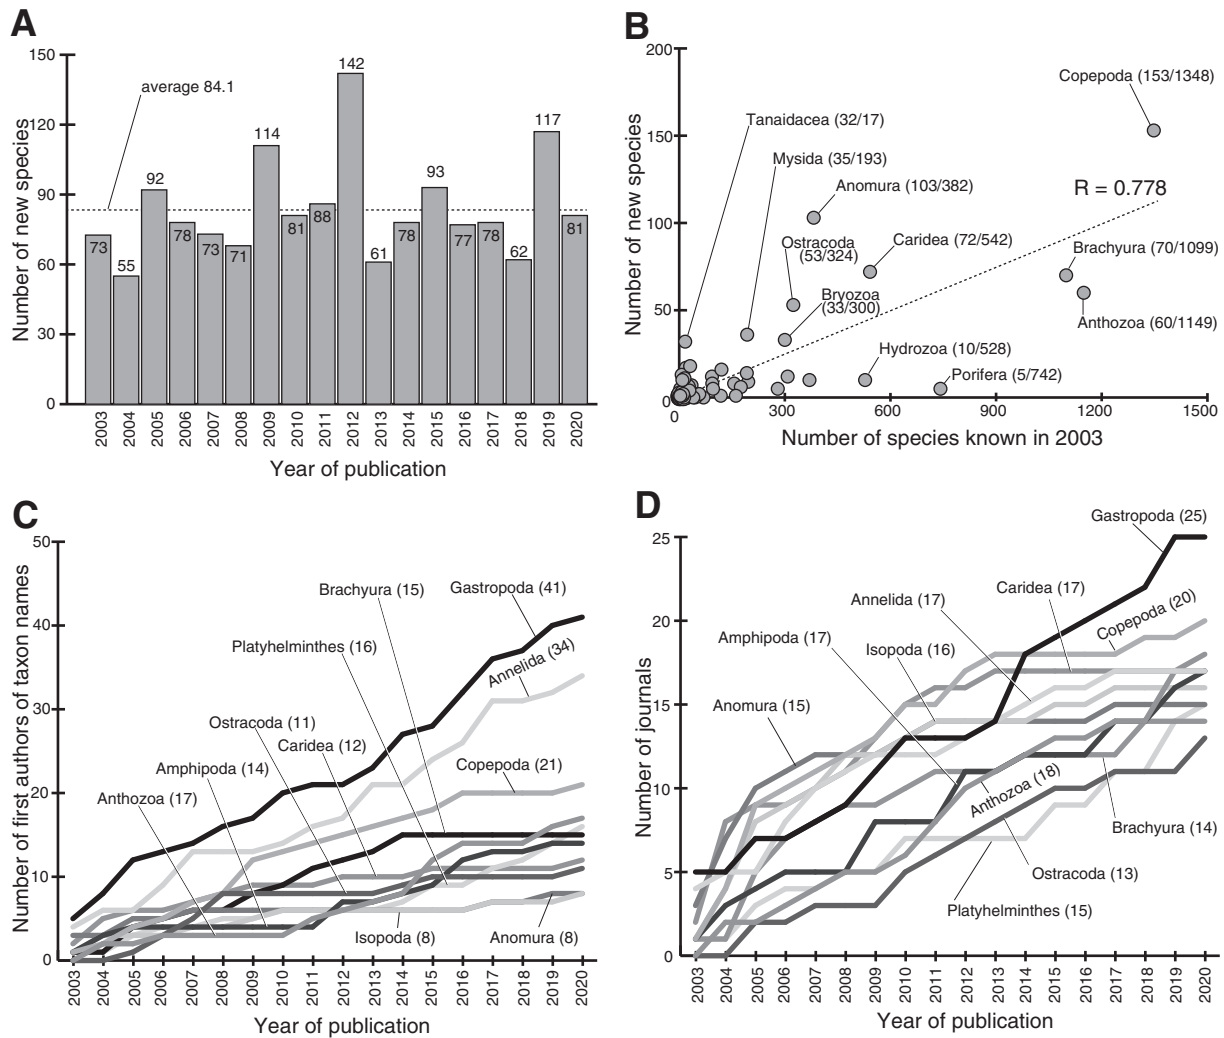 A
150
120
90
60
30
0
Number of new species
average 84.1
73
55
92
78
73
71
114
81
88
142
61
78
93
77
78
62
117
81
2003
2004
2005
2006
2007
2008
2009
2010
2011
2012
2013
2014
2015
2016
2017
2018
2019
2020
Year of publication
B
200
150
100
50
0
Number of new species
Copepoda (153/1348)
Tanaidacea (32/17)
Mysida (35/193)
Anomura (103/382)
R = 0.778
Ostracoda
(53/324)
Caridea (72/542)
Brachyura (70/1099)
Bryozoa
(33/300)
Anthozoa (60/1149)
Hydrozoa (10/528)
Porifera (5/742)
0
300
600
900
1200
1500
Number of species known in 2003
C
50
40
30
20
10
0
Number of first authors of taxon names
Brachyura (15)
Gastropoda (41)
Platyhelminthes (16)
Annelida (34)
Ostracoda (11)
Caridea (12)
Amphipoda (14)
Copepoda (21)
Anthozoa (17)
Isopoda (8)
Anomura (8)
2003
2004
2005
2006
2007
2008
2009
2010
2011
2012
2013
2014
2015
2016
2017
2018
2019
2020
Year of publication
D
25
20
15
10
5
0
Number of journals
Gastropoda (25)
Caridea (17)
Annelida (17)
Copepoda (20)
Amphipoda (17)
Isopoda (16)
Anomura (15)
Anthozoa (18)
Brachyura (14)
Ostracoda (13)
Platyhelminthes (15)
2003
2004
2005
2006
2007
2008
2009
2010
2011
2012
2013
2014
2015
2016
2017
2018
2019
2020
Year of publication